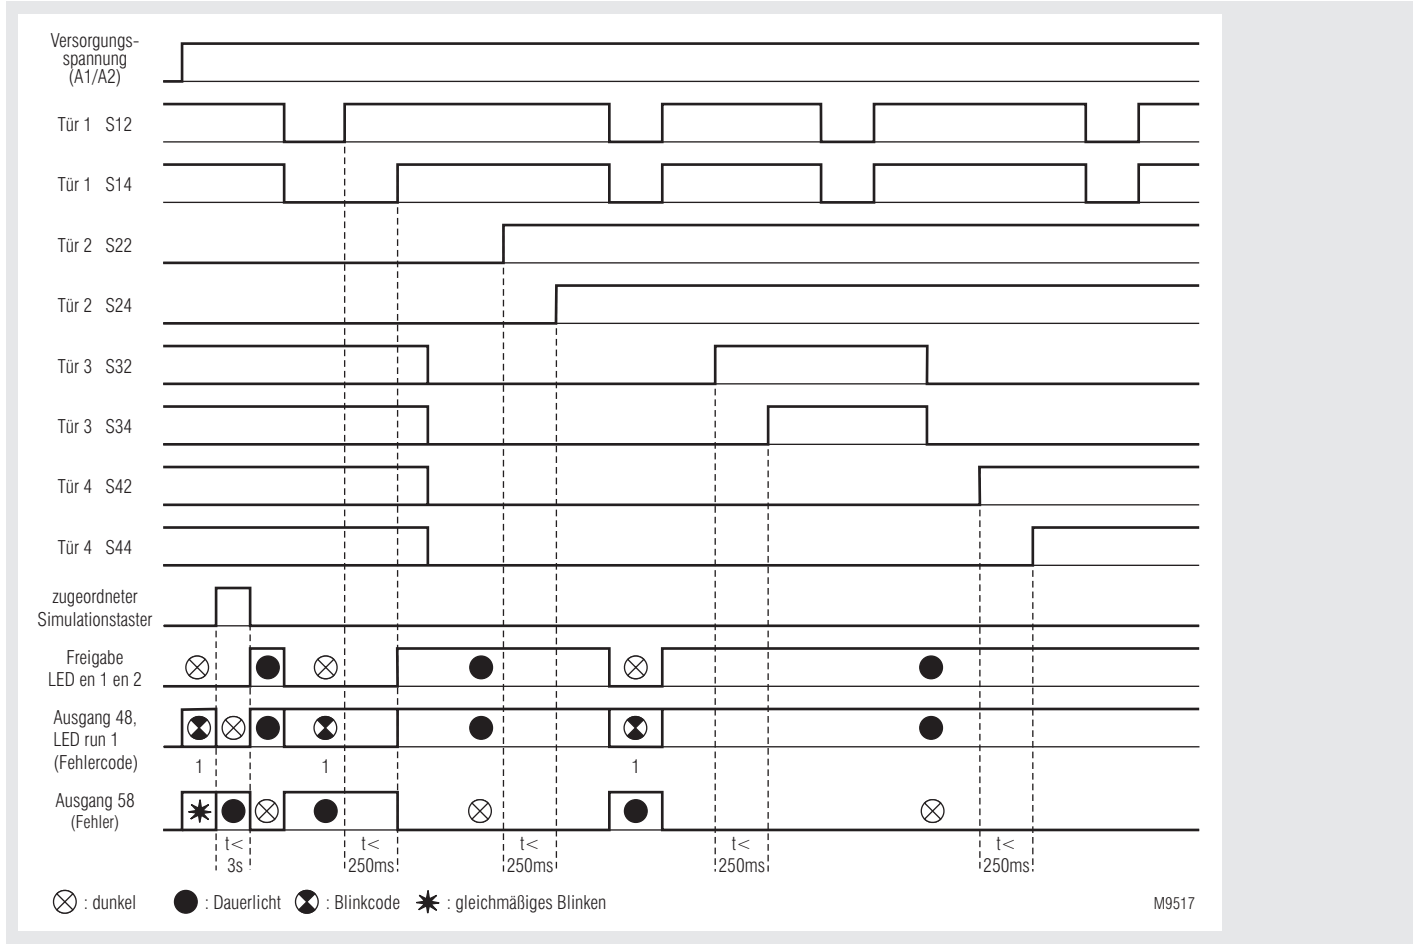 Versorgungs-
spannung
(A1/A2)
Tür 1 S12
Tür 1 S14
Tür 2 S22
Tür 2 S24
Tür 3 S32
Tür 3 S34
Tür 4 S42
Tür 4 S44
zugeordneter
Simulationstaster
Freigabe
LED en 1 en 2
Ausgang 48,
LED run 1
(Fehlercode)
1 1 1
Ausgang 58
(Fehler)
t< t< t< t< t<
3s 250ms 250ms 250ms 250ms
: dunkel : Dauerlicht : Blinkcode : gleichmäßiges Blinken M9517